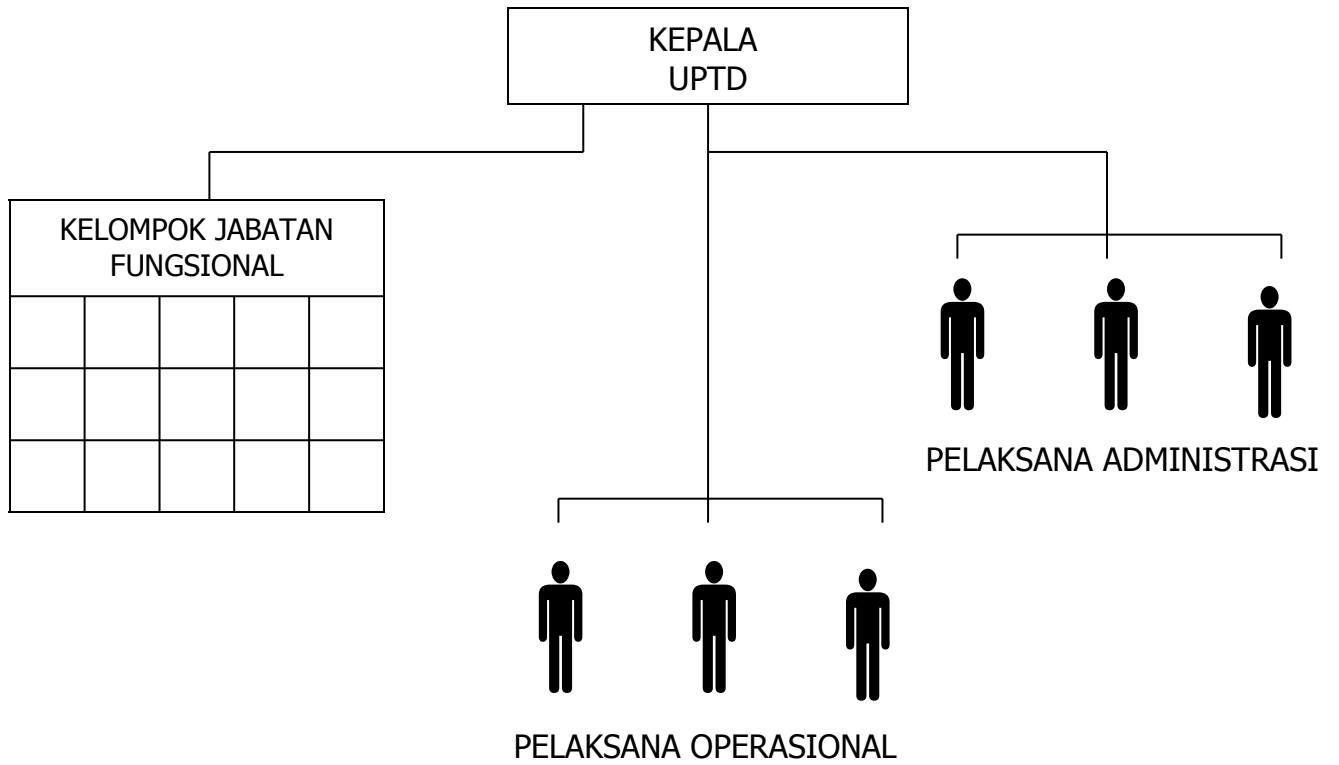 KEPALA
UPTD
KELOMPOK JABATAN
FUNGSIONAL
PELAKSANA ADMINISTRASI
PELAKSANA OPERASIONAL